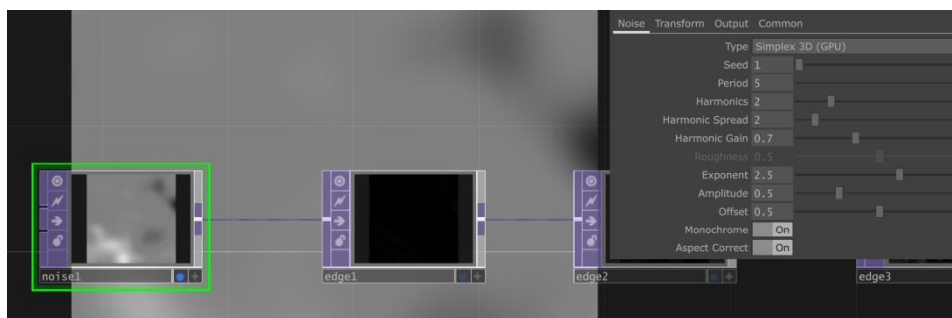 Noise Transform Output Common
Type Simplex 3D (GPU)
Seed 1
Period 5
Harmonics 2
Harmonic Spread 2
Harmonic Gain 0.7
Roughness 0.5
Exponent 2.5
Amplitude 0.5
Offset 0.5
Monochrome On
Aspect Correct On
noise1
edge1
edge2
edge3